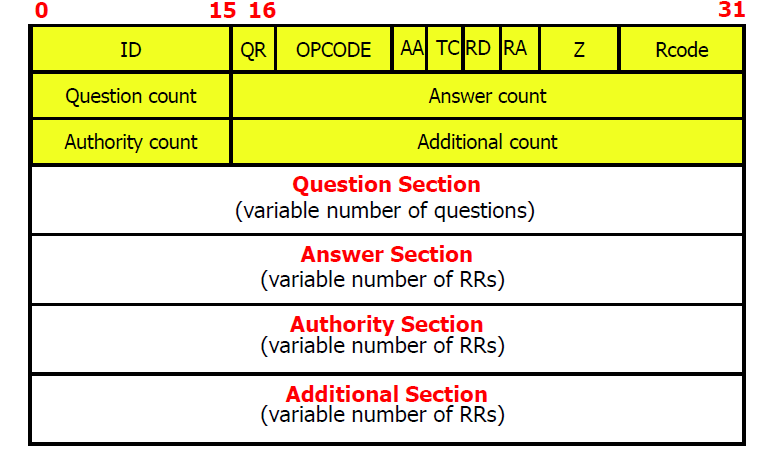 0 15 16 31
ID QR OPCODE AA TC RD RA Z Rcode
Question count Answer count
Authority count Additional count
Question Section
(variable number of questions)
Answer Section
(variable number of RRs)
Authority Section
(variable number of RRs)
Additional Section
(variable number of RRs)